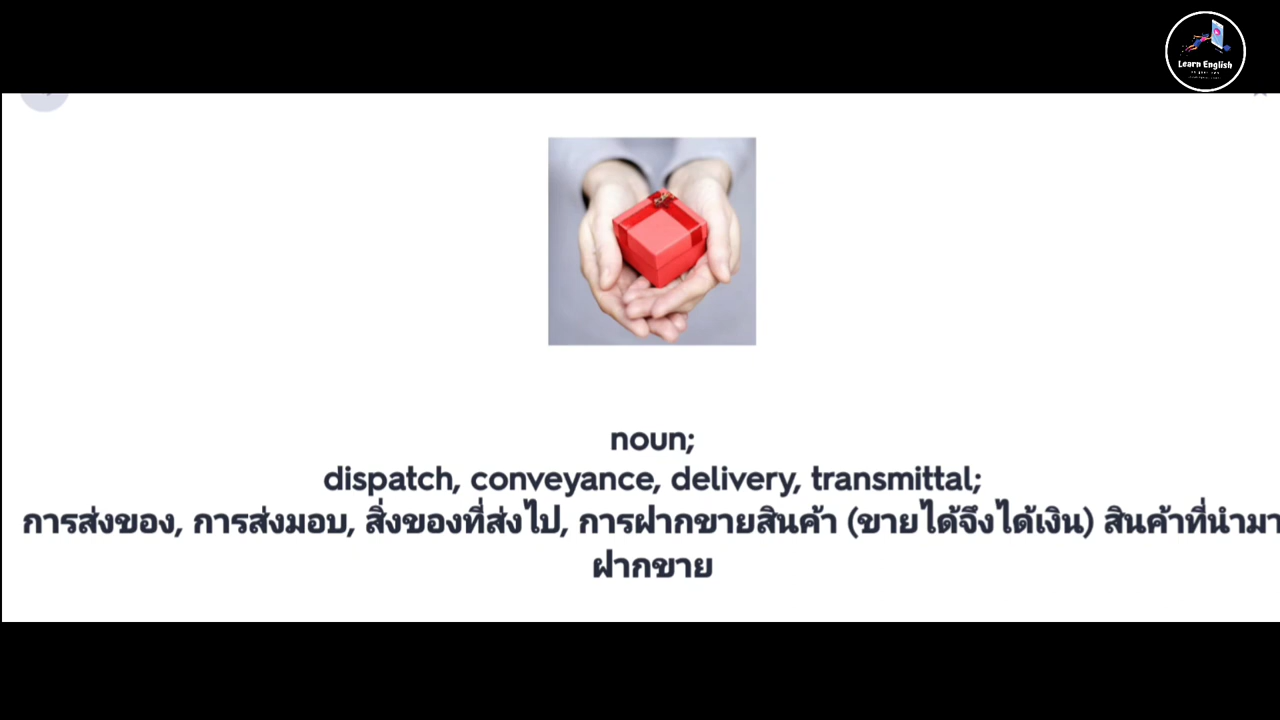 Learn English
noun;
dispatch, conveyance, delivery, transmittal;
การส่งของ, การส่งมอบ, สิ่งของที่ส่งไป, การฝากขายสินค้า (ขายได้จึงได้เงิน) สินค้าที่นำมา
ฝากขาย